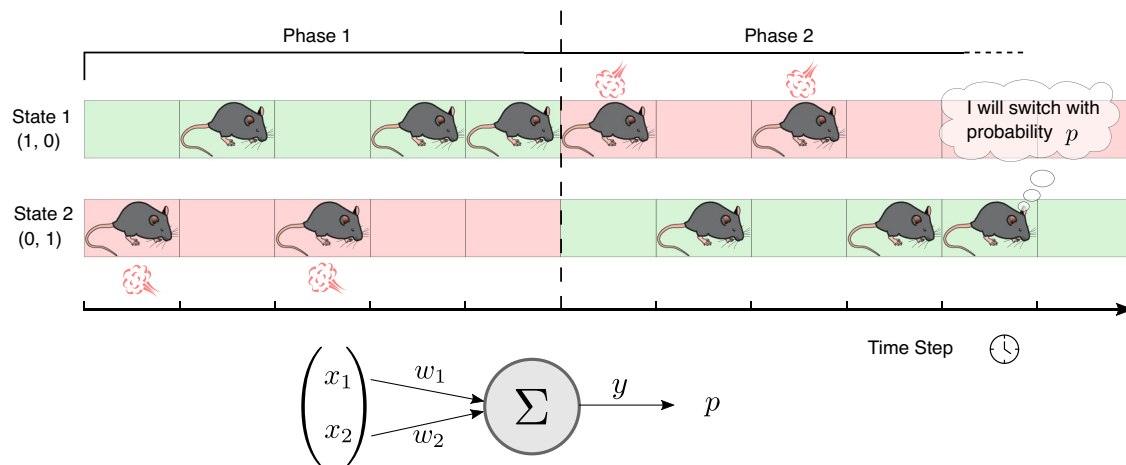 Phase 1
Phase 2
State 1
(1, 0)
I will switch with
probability p
State 2
(0, 1)
Time Step
x₁
w₁
Σ
y
p
x₂
w₂